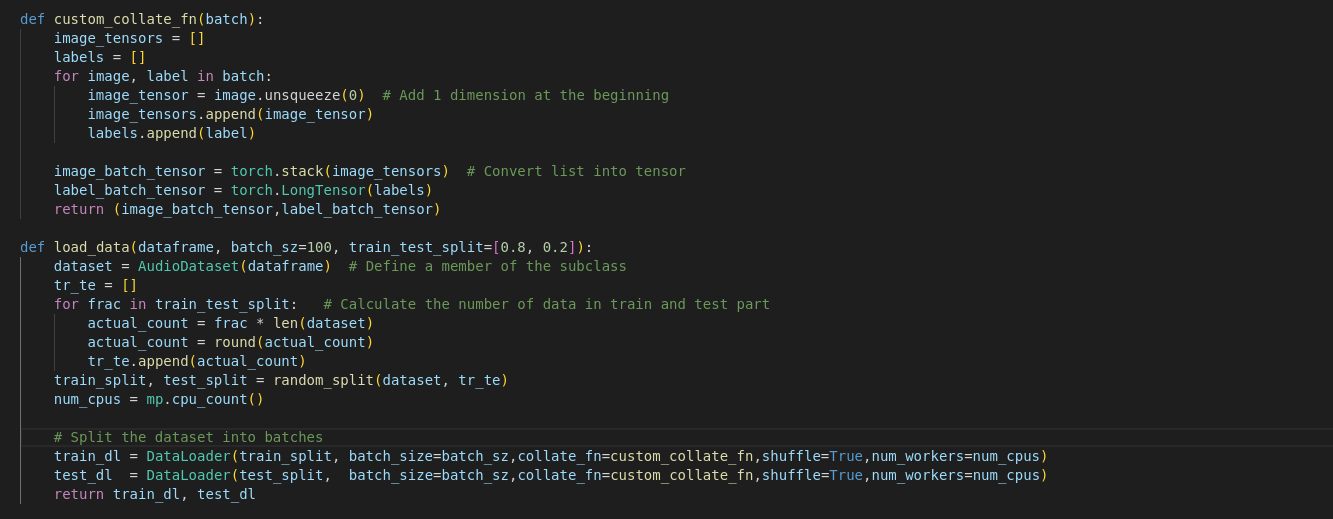 def custom_collate_fn(batch):
    image_tensors = []
    labels = []
    for image, label in batch:
        image_tensor = image.unsqueeze(0)  # Add 1 dimension at the beginning
        image_tensors.append(image_tensor)
        labels.append(label)

    image_batch_tensor = torch.stack(image_tensors)  # Convert list into tensor
    label_batch_tensor = torch.LongTensor(labels)
    return (image_batch_tensor,label_batch_tensor)

def load_data(dataframe, batch_sz=100, train_test_split=[0.8, 0.2]):
    dataset = AudioDataset(dataframe)  # Define a member of the subclass
    tr_te = []
    for frac in train_test_split:   # Calculate the number of data in train and test part
        actual_count = frac * len(dataset)
        actual_count = round(actual_count)
        tr_te.append(actual_count)
    train_split, test_split = random_split(dataset, tr_te)
    num_cpus = mp.cpu_count()

    # Split the dataset into batches
    train_dl = DataLoader(train_split, batch_size=batch_sz,collate_fn=custom_collate_fn,shuffle=True,num_workers=num_cpus)
    test_dl  = DataLoader(test_split,  batch_size=batch_sz,collate_fn=custom_collate_fn,shuffle=True,num_workers=num_cpus)
    return train_dl, test_dl